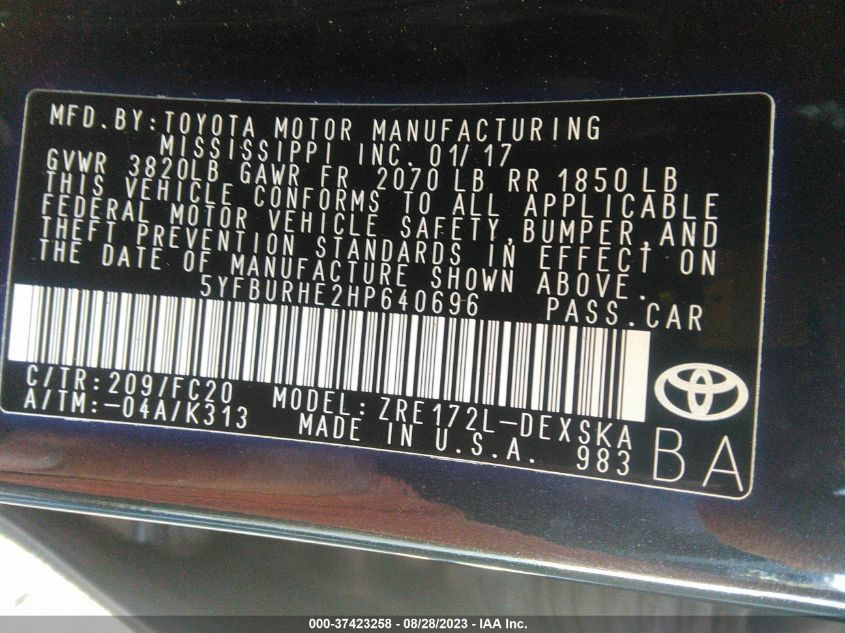 MFD.BY:TOYOTA MOTOR MANUFACTURING
MISSISSIPPI INC. 01/17
GVWR 3820LB GAWR FR 2070 LB RR 1850 LB
THIS VEHICLE CONFORMS TO ALL APPLICABLE
FEDERAL MOTOR VEHICLE SAFETY,BUMPER,AND
THEFT PREVENTION STANDARDS IN EFFECT ON
THE DATE OF MANUFACTURE SHOWN ABOVE.
5YFBURHE2HP640696 PASS.CAR
C/TR:209/FC20 MODEL:ZRE172L-DEXSKA
A/TM:-04A/K313 MADE IN U.S.A. 983
BA
000-37423258 - 08/28/2023 - IAA Inc.